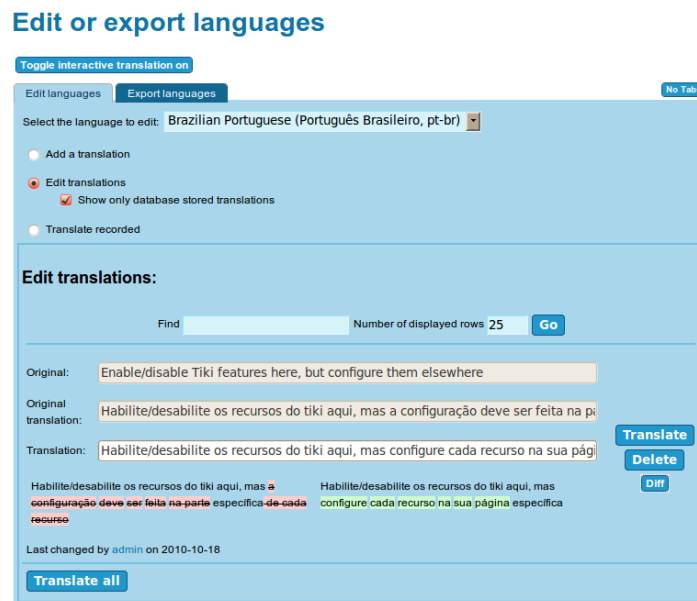 Edit or export languages
Toggle interactive translation on
Edit languages
Export languages
No Tab
Select the language to edit: Brazilian Portuguese (Português Brasileiro, pt-br)
Add a translation
Edit translations
Show only database stored translations
Translate recorded
Edit translations:
Find
Number of displayed rows 25 Go
Original: Enable/disable Tiki features here, but configure them elsewhere
Original
translation:
Habilite/desabilite os recursos do tiki aqui, mas a configuração deve ser feita na pa
Translation: Habilite/desabilite os recursos do tiki aqui, mas configure cada recurso na sua pági
Translate
Delete
Diff
Habilite/desabilite os recursos do tiki aqui, mas a
configuração deve ser feita na parte específica de cada
recurso
Habilite/desabilite os recursos do tiki aqui, mas
configure cada recurso na sua página específica
Last changed by admin on 2010-10-18
Translate all